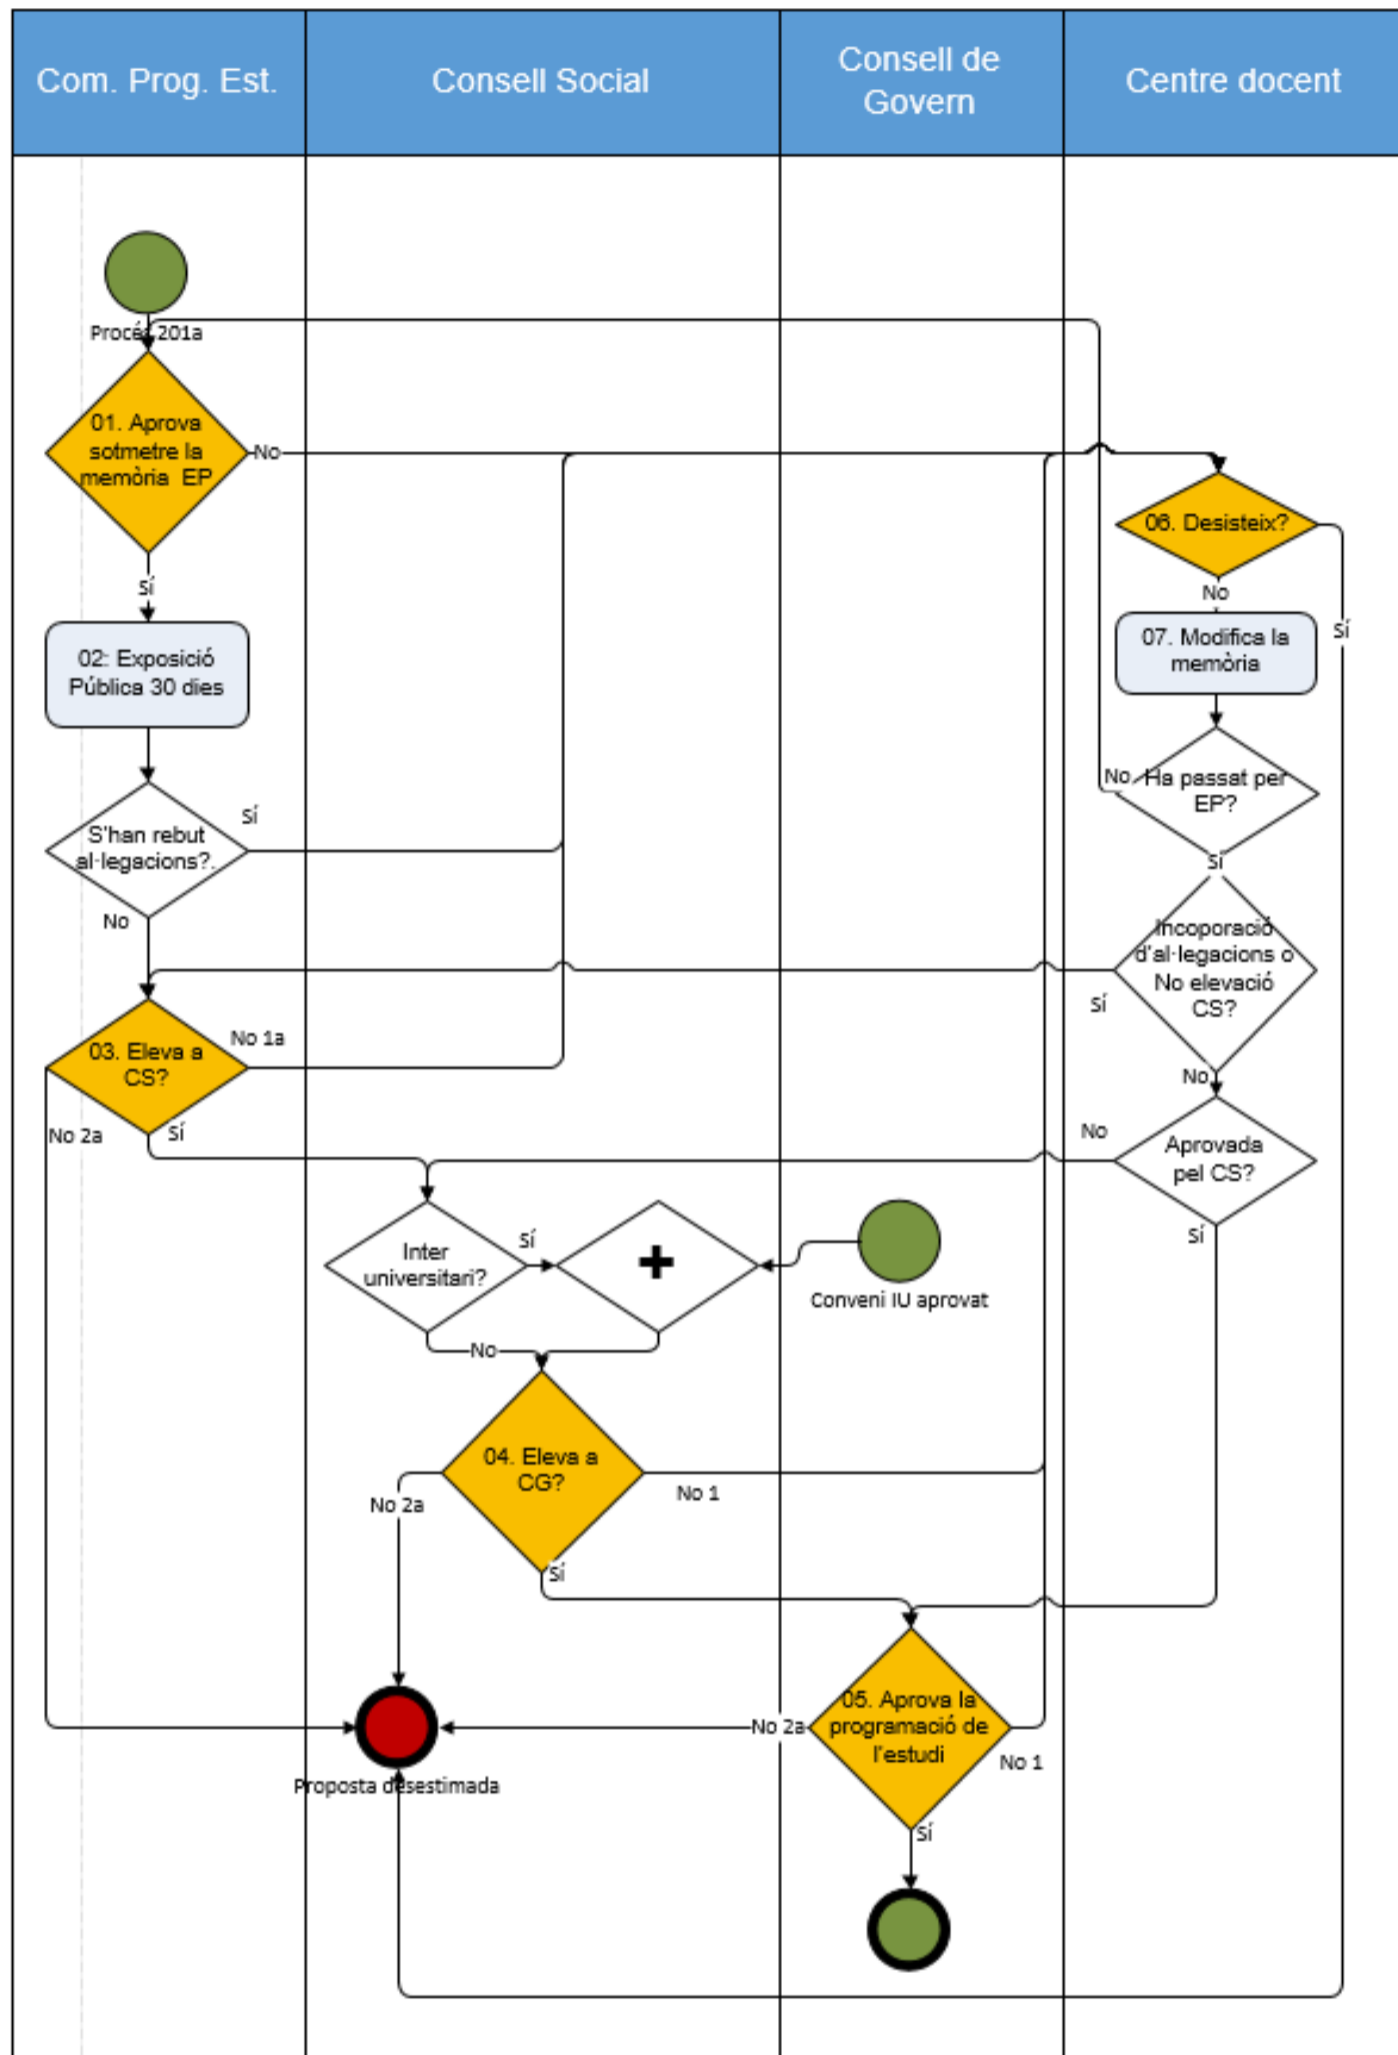 Com. Prog. Est.
Consell Social
Consell de
Govern
Centre docent
Procés 201a
01. Aprova
sotmetre la
memòria EP
No
Sí
06. Desisteix?
No
Sí
02: Exposició
Pública 30 dies
07. Modifica la
memòria
S'han rebut
al·legacions?.
Sí
No
No
Ha passat per
EP?
Sí
Incoporació
d'al·legacions o
No elevació
CS?
Sí
No
03. Eleva a
CS?
No 1a
No 2a
Sí
No
Aprovada
pel CS?
Sí
Inter
universitari?
Sí
+
Conveni IU aprovat
No
04. Eleva a
CG?
No 2a
No 1
Sí
05. Aprova la
programació de
l'estudi
No 2a
No 1
Proposta desestimada
Sí